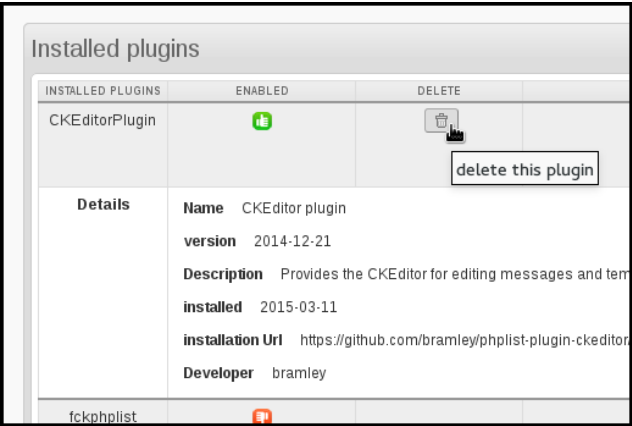 Installed plugins
INSTALLED PLUGINS ENABLED DELETE
CKEditorPlugin
delete this plugin
Details
Name CKEditor plugin
version 2014-12-21
Description Provides the CKEditor for editing messages and tem
installed 2015-03-11
installation Url https://github.com/bramley/phplist-plugin-ckeditor/
Developer bramley
fckphplist